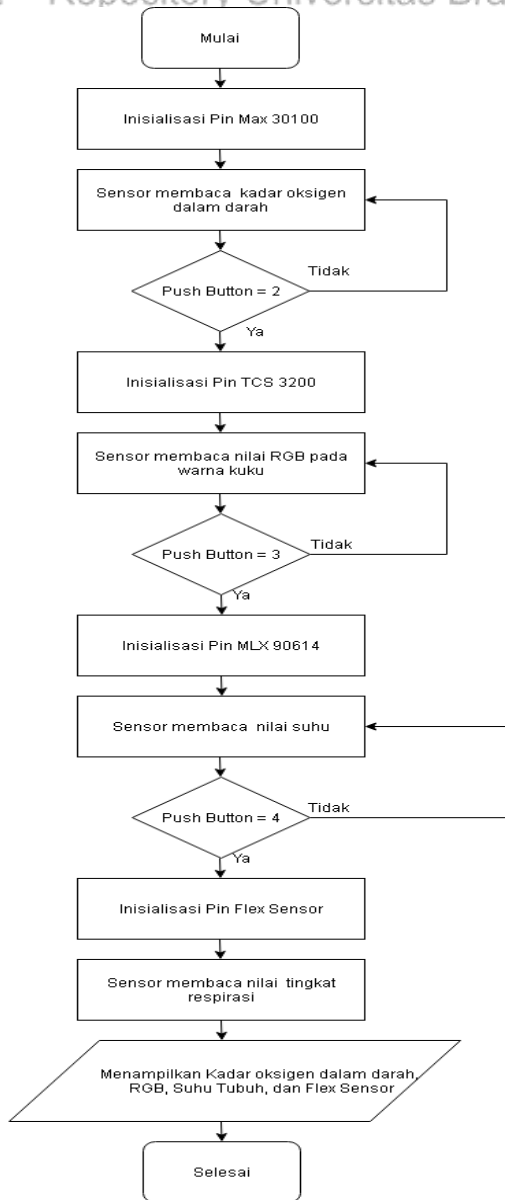 Repository Universitas Bra
Mulai
Inisialisasi Pin Max 30100
Sensor membaca kadar oksigen
dalam darah
Tidak
Push Button = 2
Ya
Inisialisasi Pin TCS 3200
Sensor membaca nilai RGB pada
warna kuku
Tidak
Push Button = 3
Ya
Inisialisasi Pin MLX 90614
Sensor membaca nilai suhu
Tidak
Push Button = 4
Ya
Inisialisasi Pin Flex Sensor
Sensor membaca nilai tingkat
respirasi
Menampilkan Kadar oksigen dalam darah,
RGB, Suhu Tubuh, dan Flex Sensor
Selesai